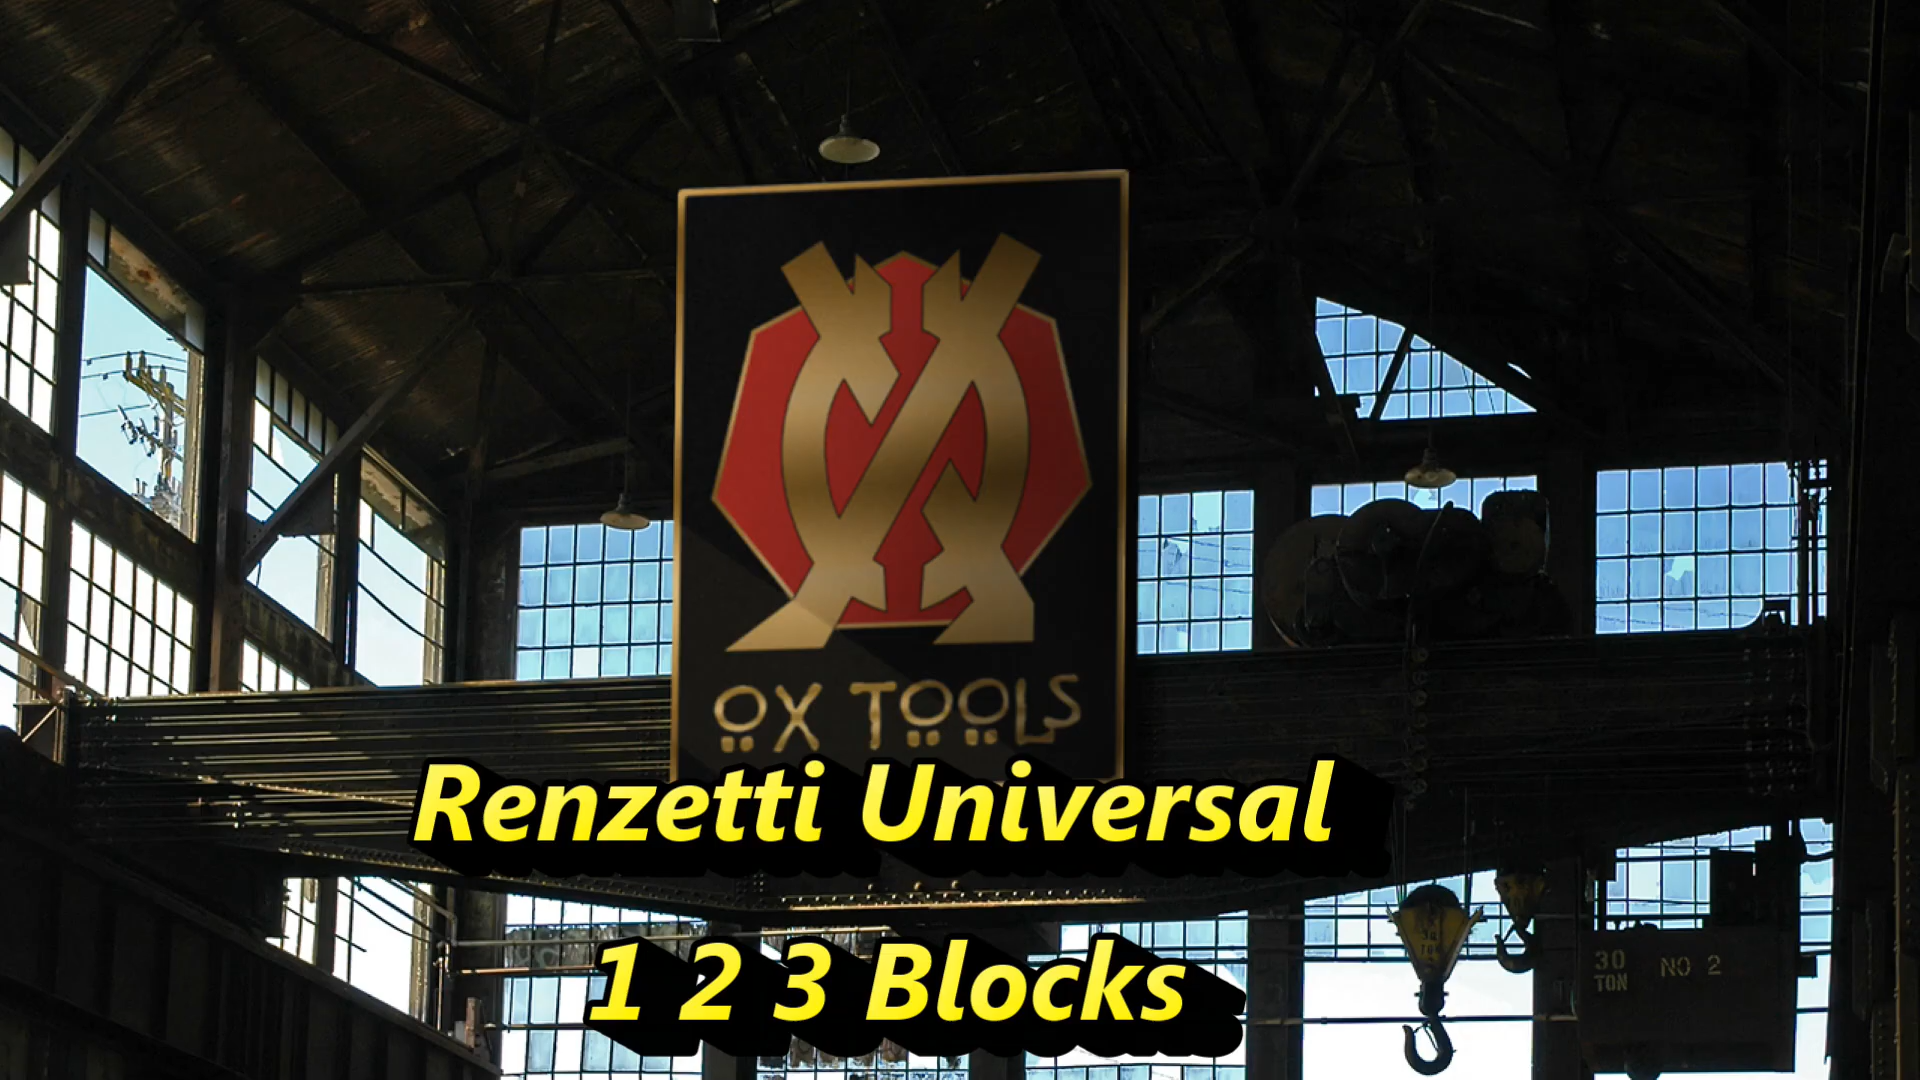 OX TOOLS
Renzetti Universal
1 2 3 Blocks
30
TON
NO 2